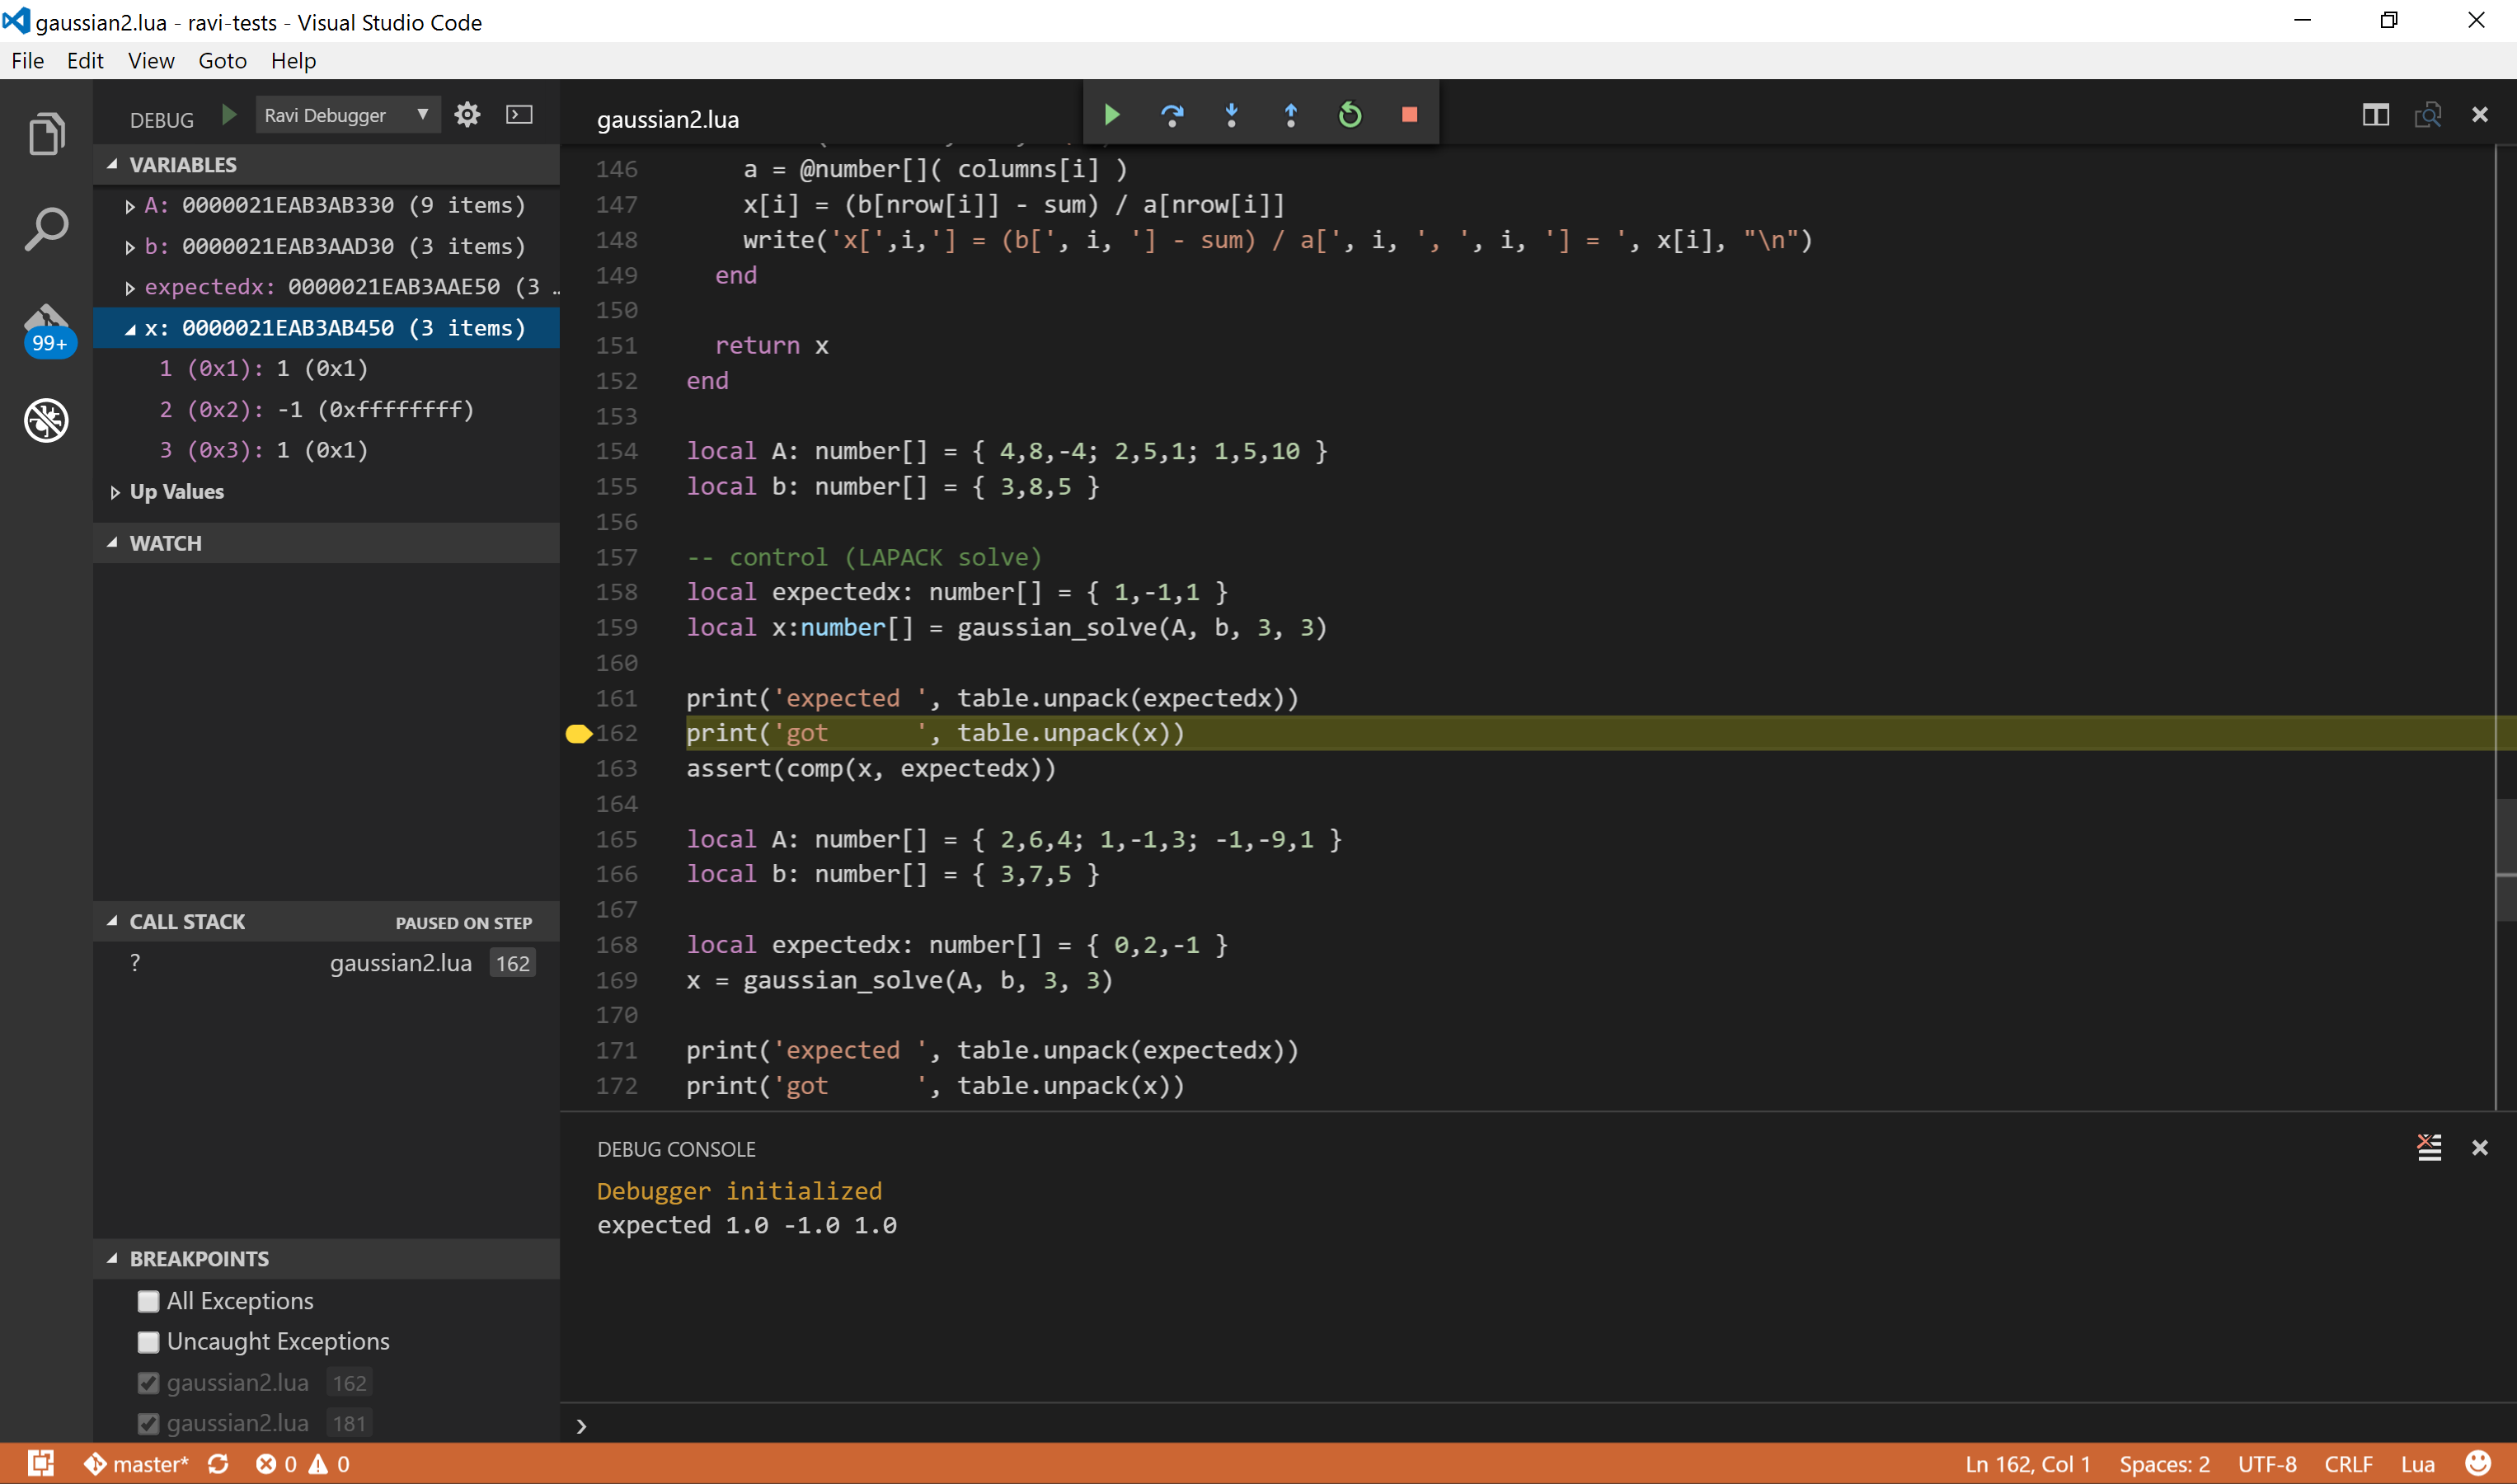 gaussian2.lua - ravi-tests - Visual Studio Code
File Edit View Goto Help
DEBUG Ravi Debugger
VARIABLES
A: 0000021EAB3AB330 (9 items)
b: 0000021EAB3AAD30 (3 items)
expectedx: 0000021EAB3AAE50 (3 …
x: 0000021EAB3AB450 (3 items)
1 (0x1): 1 (0x1)
2 (0x2): -1 (0xffffffff)
3 (0x3): 1 (0x1)
Up Values
99+
WATCH
CALL STACK PAUSED ON STEP
? gaussian2.lua 162
BREAKPOINTS
All Exceptions
Uncaught Exceptions
gaussian2.lua 162
gaussian2.lua 181
gaussian2.lua
146 a = @number[]( columns[i] )
147 x[i] = (b[nrow[i]] - sum) / a[nrow[i]]
148 write('x[',i,'] = (b[', i, '] - sum) / a[', i, ', ', i, '] = ', x[i], "\n")
149 end
150
151 return x
152 end
153
154 local A: number[] = { 4,8,-4; 2,5,1; 1,5,10 }
155 local b: number[] = { 3,8,5 }
156
157 -- control (LAPACK solve)
158 local expectedx: number[] = { 1,-1,1 }
159 local x:number[] = gaussian_solve(A, b, 3, 3)
160
161 print('expected ', table.unpack(expectedx))
162 print('got      ', table.unpack(x))
163 assert(comp(x, expectedx))
164
165 local A: number[] = { 2,6,4; 1,-1,3; -1,-9,1 }
166 local b: number[] = { 3,7,5 }
167
168 local expectedx: number[] = { 0,2,-1 }
169 x = gaussian_solve(A, b, 3, 3)
170
171 print('expected ', table.unpack(expectedx))
172 print('got      ', table.unpack(x))
DEBUG CONSOLE
Debugger initialized
expected 1.0 -1.0 1.0
master* 0 0 Ln 162, Col 1 Spaces: 2 UTF-8 CRLF Lua